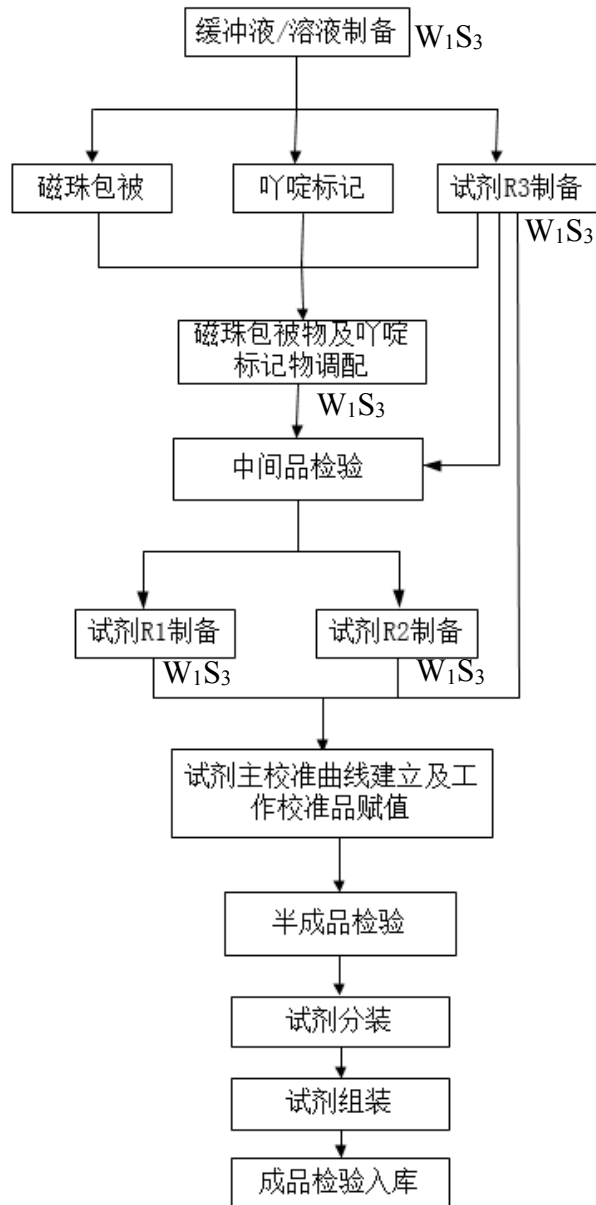 缓冲液/溶液制备
W₁S₃
磁珠包被
吖啶标记
试剂R3制备
W₁S₃
磁珠包被物及吖啶
标记物调配
W₁S₃
中间品检验
试剂R1制备
试剂R2制备
W₁S₃
W₁S₃
试剂主校准曲线建立及工
作校准品赋值
半成品检验
试剂分装
试剂组装
成品检验入库